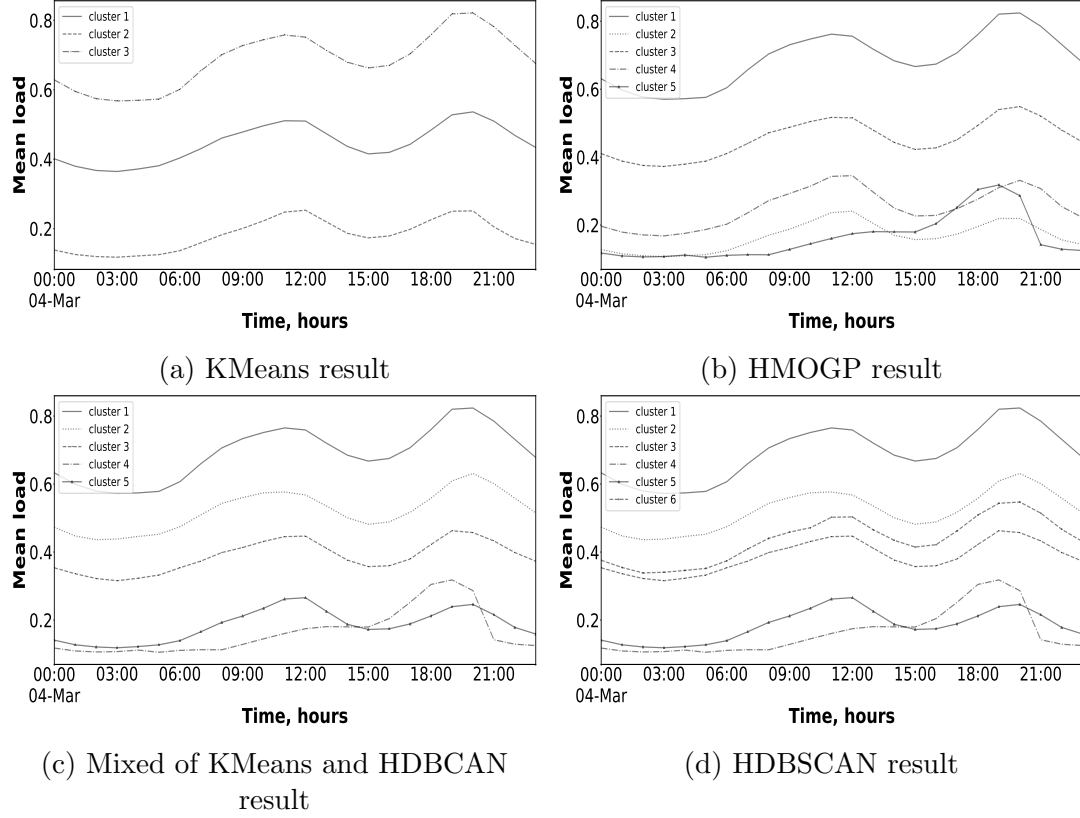 0.8
0.6
0.4
0.2
cluster 1
cluster 2
cluster 3
Mean load
00:00 03:00 06:00 09:00 12:00 15:00 18:00 21:00
04-Mar
Time, hours
(a) KMeans result
0.8
0.6
0.4
0.2
cluster 1
cluster 2
cluster 3
cluster 4
cluster 5
Mean load
00:00 03:00 06:00 09:00 12:00 15:00 18:00 21:00
04-Mar
Time, hours
(b) HMOGP result
0.8
0.6
0.4
0.2
cluster 1
cluster 2
cluster 3
cluster 4
cluster 5
Mean load
00:00 03:00 06:00 09:00 12:00 15:00 18:00 21:00
04-Mar
Time, hours
(c) Mixed of KMeans and HDBCAN
result
0.8
0.6
0.4
0.2
cluster 1
cluster 2
cluster 3
cluster 4
cluster 5
cluster 6
Mean load
00:00 03:00 06:00 09:00 12:00 15:00 18:00 21:00
04-Mar
Time, hours
(d) HDBSCAN result